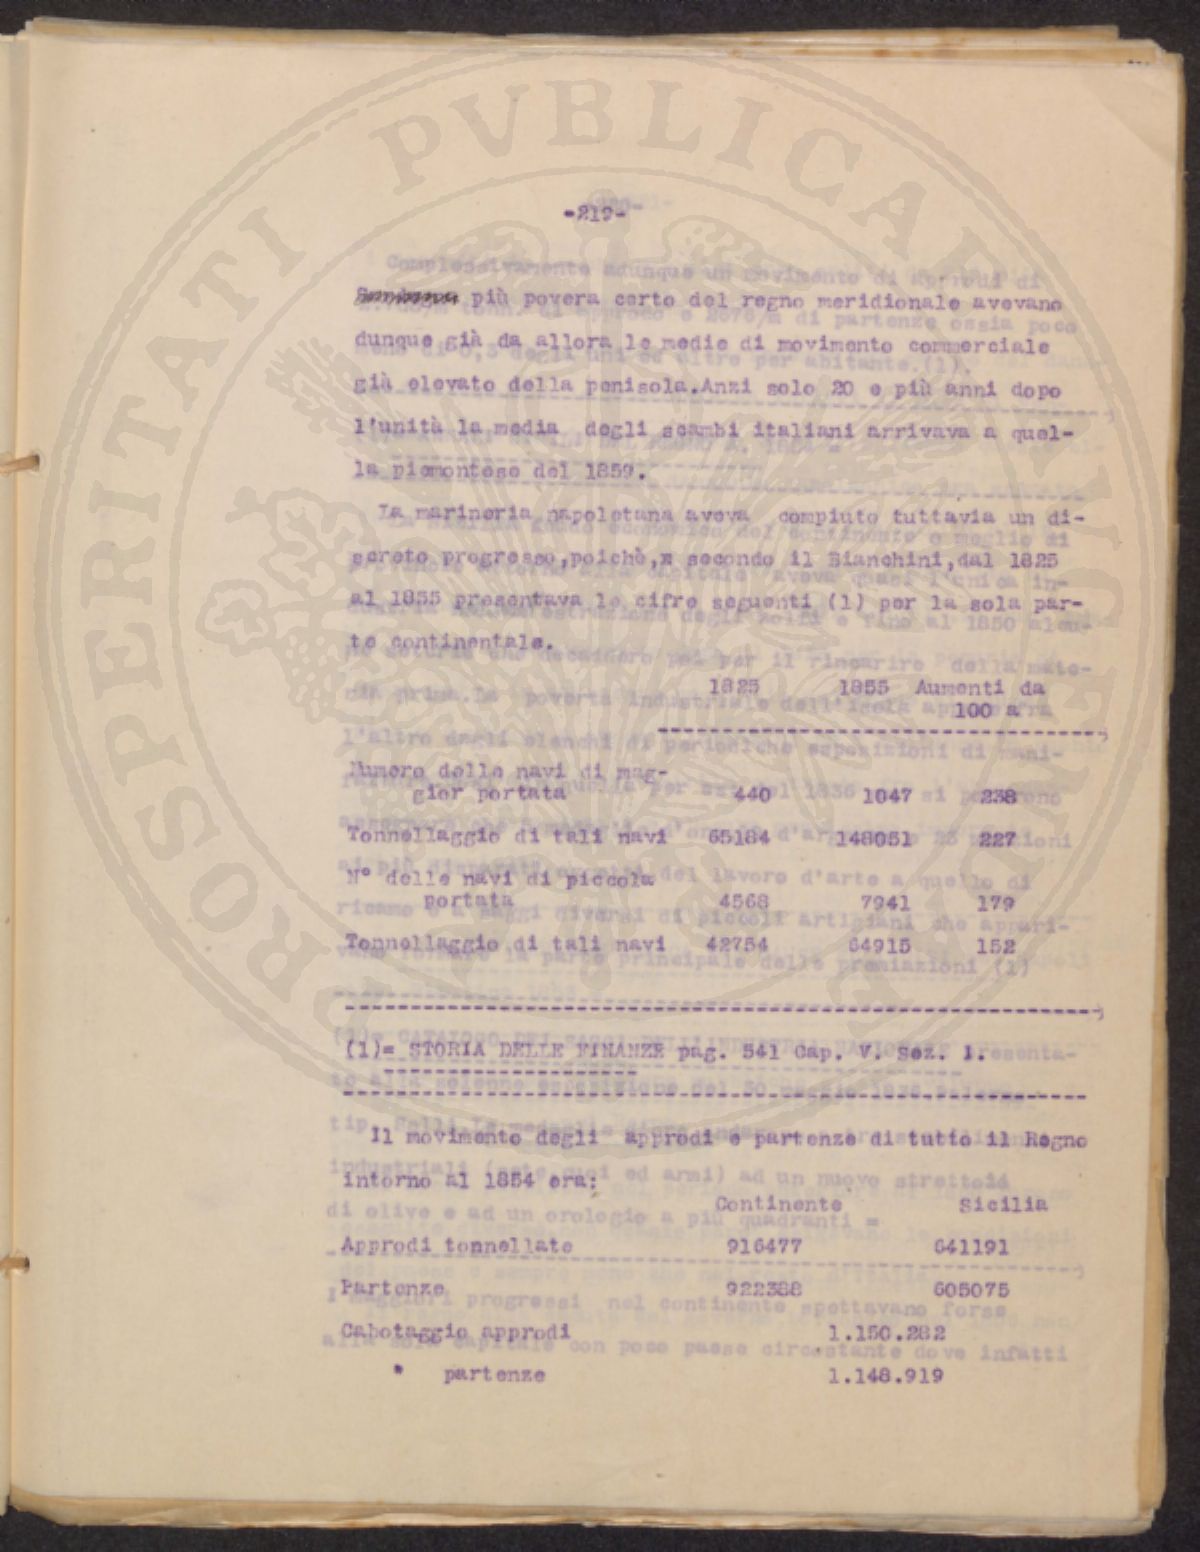 PROSPERITATI PVBLICAE AVGENDAE
-219-
più povera certo del regno meridionale avevano
dunque già da allora le medie di movimento commerciale
già elevato della penisola.Anzi solo 20 e più anni dopo
l'unità la media degli scambi italiani arrivava a quel-
la piemontese del 1859.
La marineria napoletana aveva compiuto tuttavia un di-
screto progresso,poichè,x secondo il Bianchini,dal 1825
al 1855 presentava le cifre seguenti (1) per la sola par-
te continentale.
1825 1855 Aumenti da
100 a
Numero delle navi di mag-
gior portata 440 1047 238
Tonnellaggio di tali navi 65184 148051 227
N° delle navi di piccola
portata 4568 7941 179
Tonnellaggio di tali navi 42754 64915 152
(1)= STORIA DELLE FINANZE pag. 541 Cap. V. Sez. 1.
Il movimento degli approdi e partenze di tutto il Regno
intorno al 1854 era:
Continente Sicilia
Approdi tonnellate 916477 641191
Partenze 922388 605075
Cabotaggio approdi 1.150.282
" partenze 1.148.919